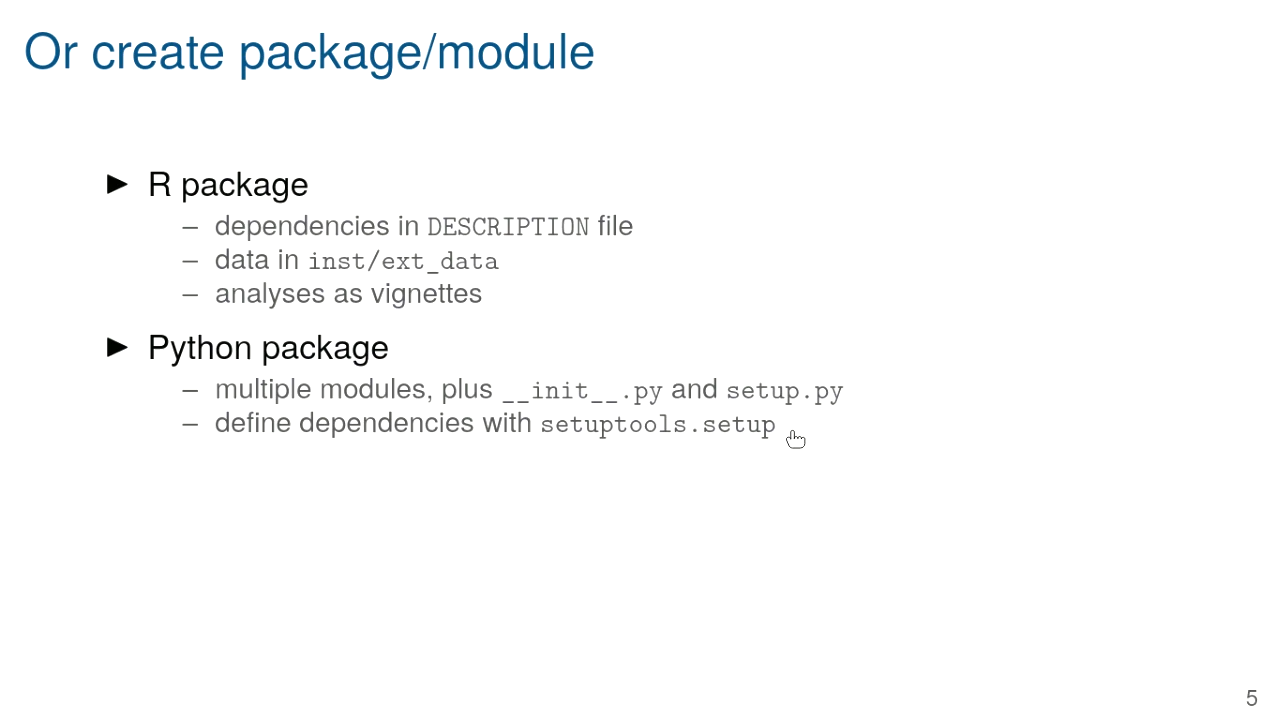 Or create package/module
▶ R package
– dependencies in DESCRIPTION file
– data in inst/ext_data
– analyses as vignettes
▶ Python package
– multiple modules, plus __init__.py and setup.py
– define dependencies with setuptools.setup
5